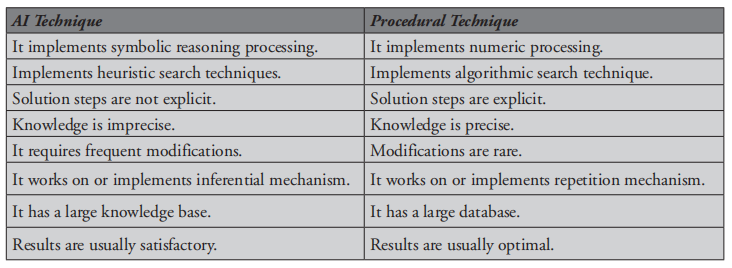 AI Technique Procedural Technique
It implements symbolic reasoning processing. It implements numeric processing.
Implements heuristic search techniques. Implements algorithmic search technique.
Solution steps are not explicit. Solution steps are explicit.
Knowledge is imprecise. Knowledge is precise.
It requires frequent modifications. Modifications are rare.
It works on or implements inferential mechanism. It works on or implements repetition mechanism.
It has a large knowledge base. It has a large database.
Results are usually satisfactory. Results are usually optimal.